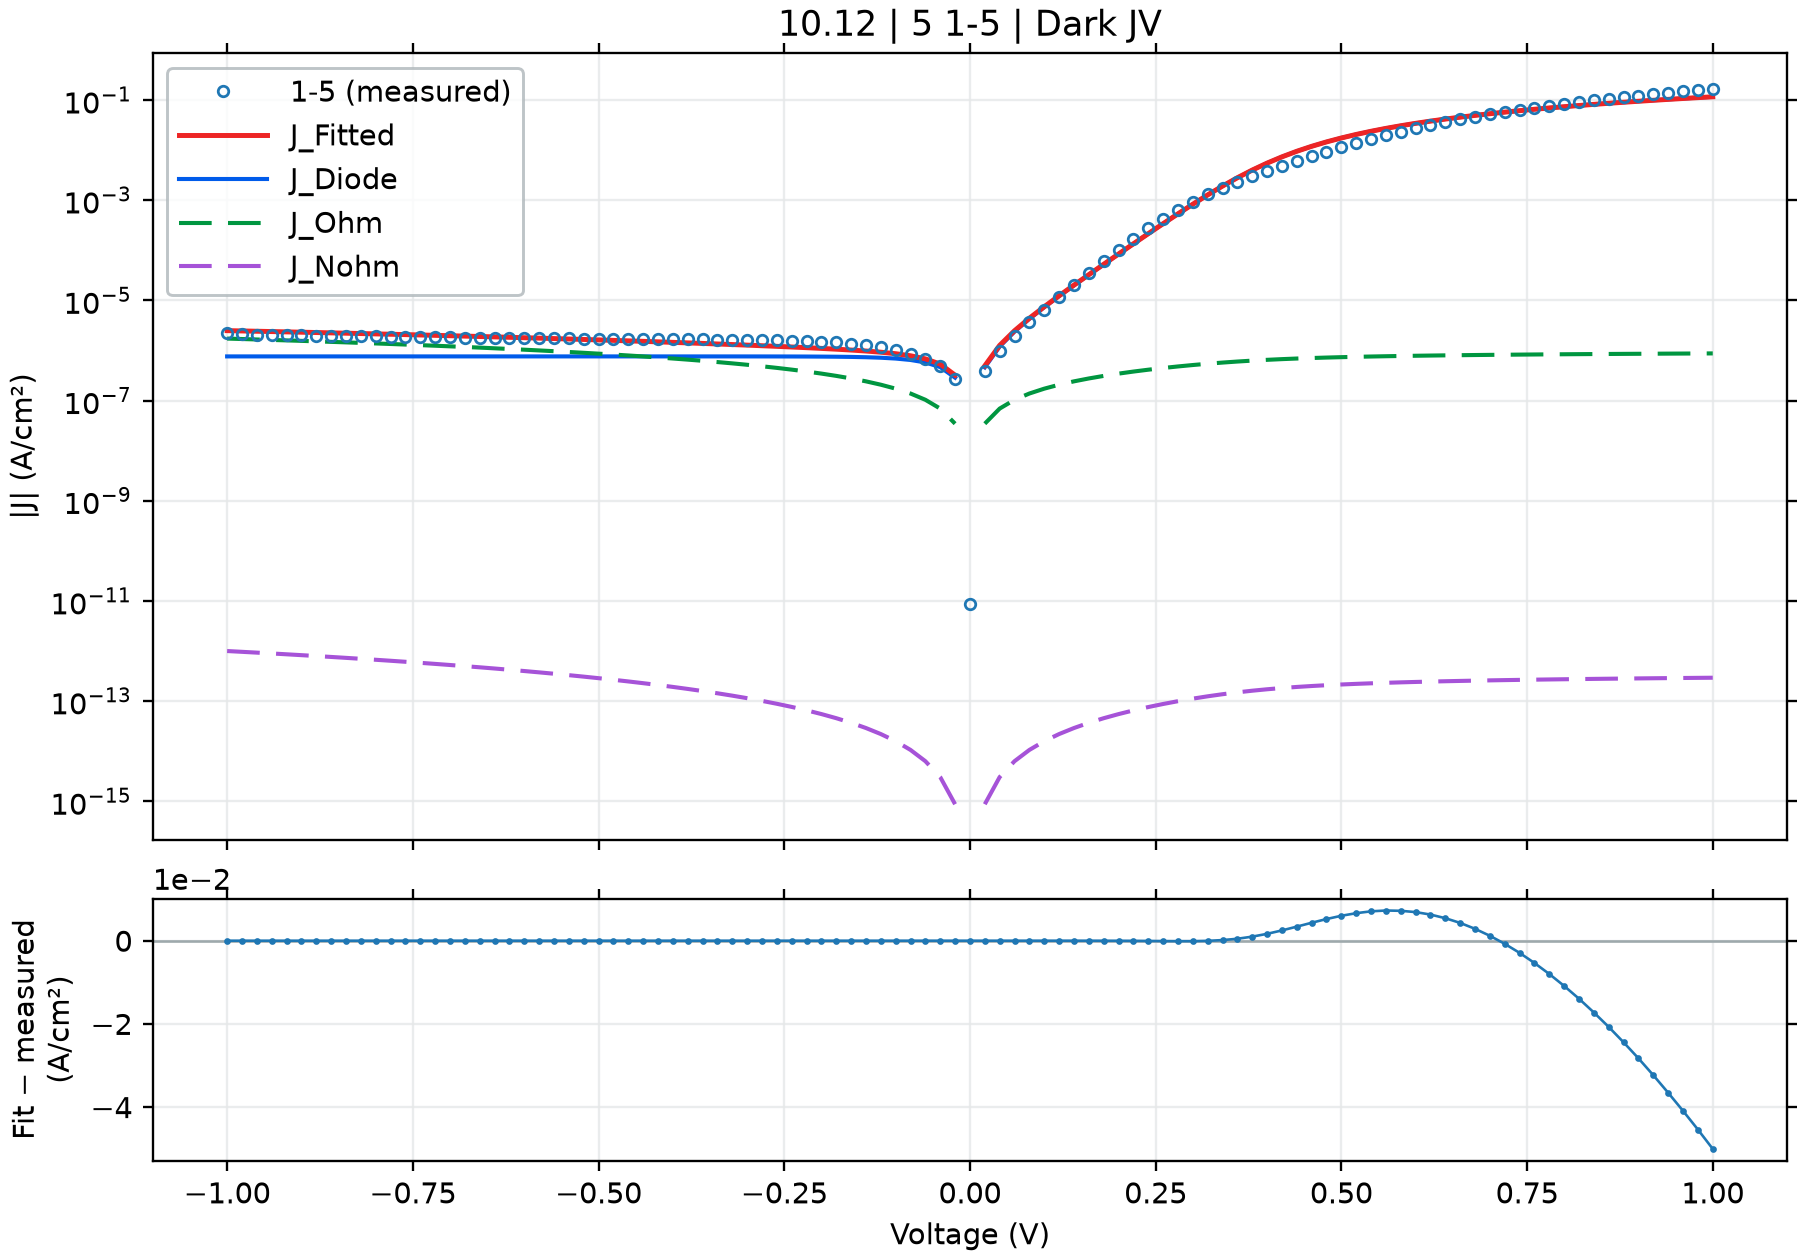 10.12 | 5 1-5 | Dark JV
1-5 (measured)
J_Fitted
J_Diode
J_Ohm
J_Nohm
|J| (A/cm²)
10⁻¹
10⁻³
10⁻⁵
10⁻⁷
10⁻⁹
10⁻¹¹
10⁻¹³
10⁻¹⁵
1e−2
Fit − measured
(A/cm²)
0
−2
−4
−1.00 −0.75 −0.50 −0.25 0.00 0.25 0.50 0.75 1.00
Voltage (V)